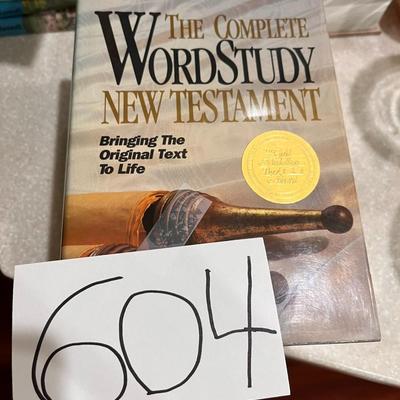 THE COMPLETE
WORDSTUDY
NEW TESTAMENT
Bringing The
Original Text
To Life
604